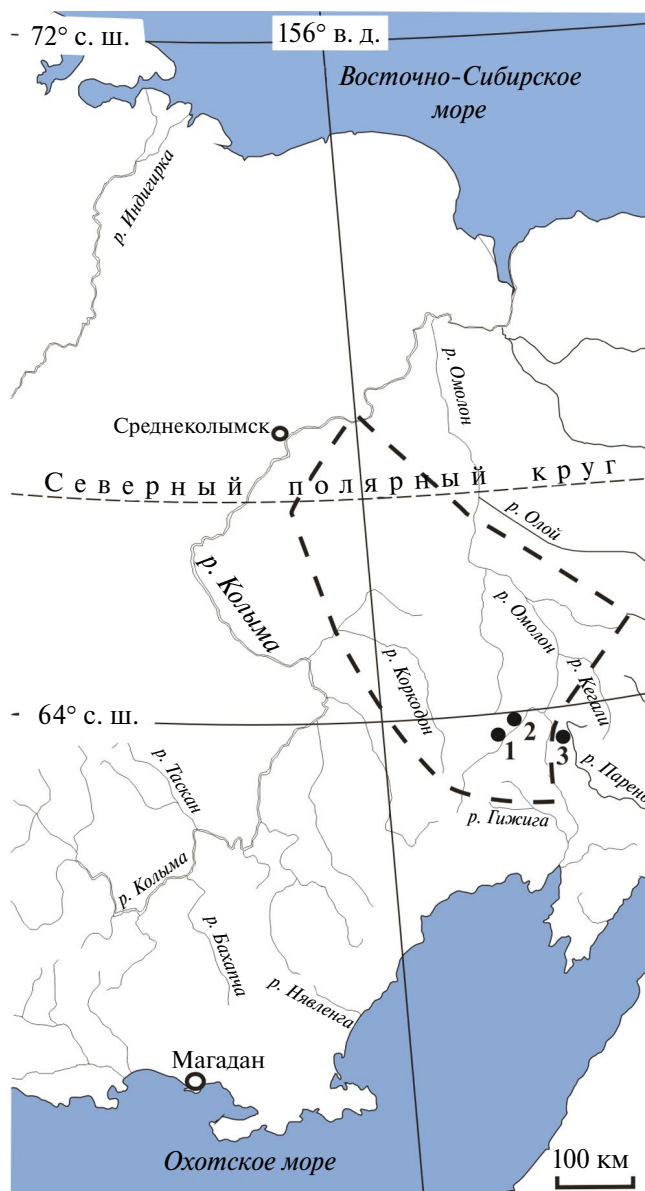 72° с. ш.
156° в. д.
Восточно-Сибирское
море
р. Индигирка
р. Омолон
Среднеколымск
Северный полярный круг
р. Олой
р. Колыма
р. Омолон
р. Коркодон
р. Кегали
64° с. ш.
2
1
3
р. Парень
р. Таскан
р. Гижига
р. Колыма
р. Бахапча
р. Нявленга
Магадан
Охотское море
100 км